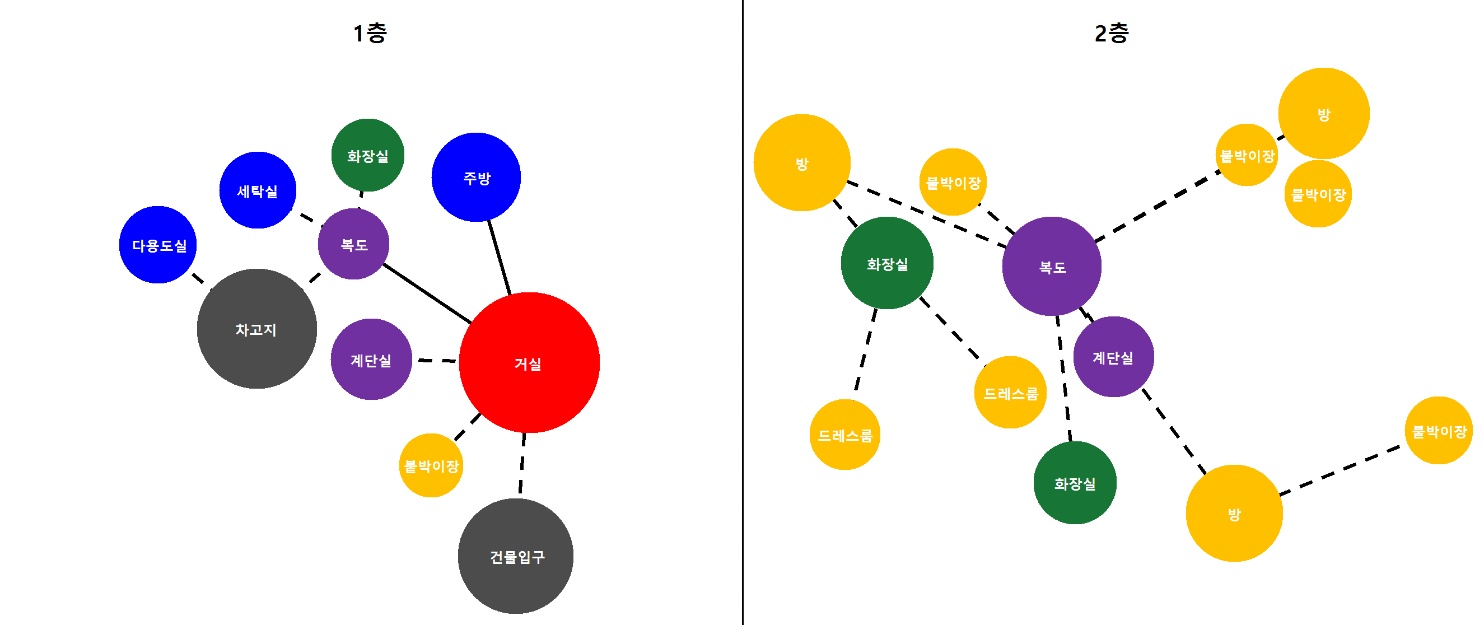 1층
화장실
주방
세탁실
다용도실
복도
차고지
계단실
거실
붙박이장
건물입구
2층
방
방
붙박이장
붙박이장
붙박이장
화장실
복도
계단실
드레스룸
드레스룸
붙박이장
화장실
방